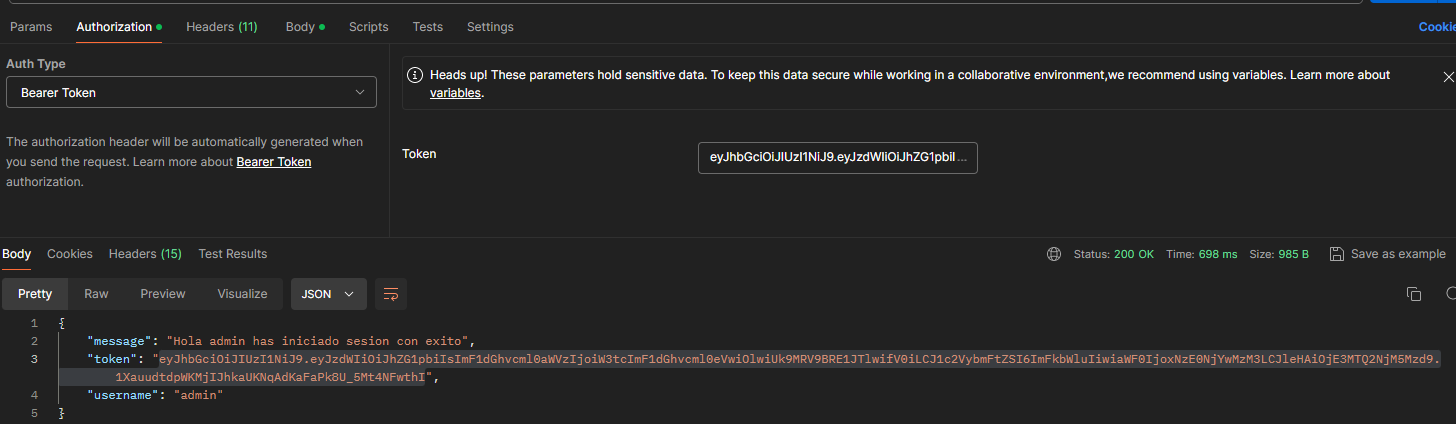 Params Authorization Headers (11) Body Scripts Tests Settings Cookie
Auth Type
Bearer Token
The authorization header will be automatically generated when
you send the request. Learn more about Bearer Token
authorization.
Heads up! These parameters hold sensitive data. To keep this data secure while working in a collaborative environment,we recommend using variables. Learn more about
variables.
Token
eyJhbGciOiJIUzI1NiJ9.eyJzdWIiOiJhZG1pbiI ...
Body Cookies Headers (15) Test Results Status: 200 OK Time: 698 ms Size: 985 B Save as example
Pretty Raw Preview Visualize JSON
1 {
2 "message": "Hola admin has iniciado sesion con exito",
3 "token": "eyJhbGciOiJIUzI1NiJ9.eyJzdWIiOiJhZG1pbiIsImF1dGhvcml0aWVzIjoiW3tcImF1dGhvcml0eVwiOlwiUk9MRV9BRE1JTlwifV0iLCJ1c2VybmFtZSI6ImFkbWluIiwiaWF0IjoxNzE0NjYwMzM3LCJleHAiOjE3MTQ2NjM5Mzd9.
1XauudtdpWKMjIJhkaUKNqAdKaFaPk8U_5Mt4NFwthI",
4 "username": "admin"
5 }